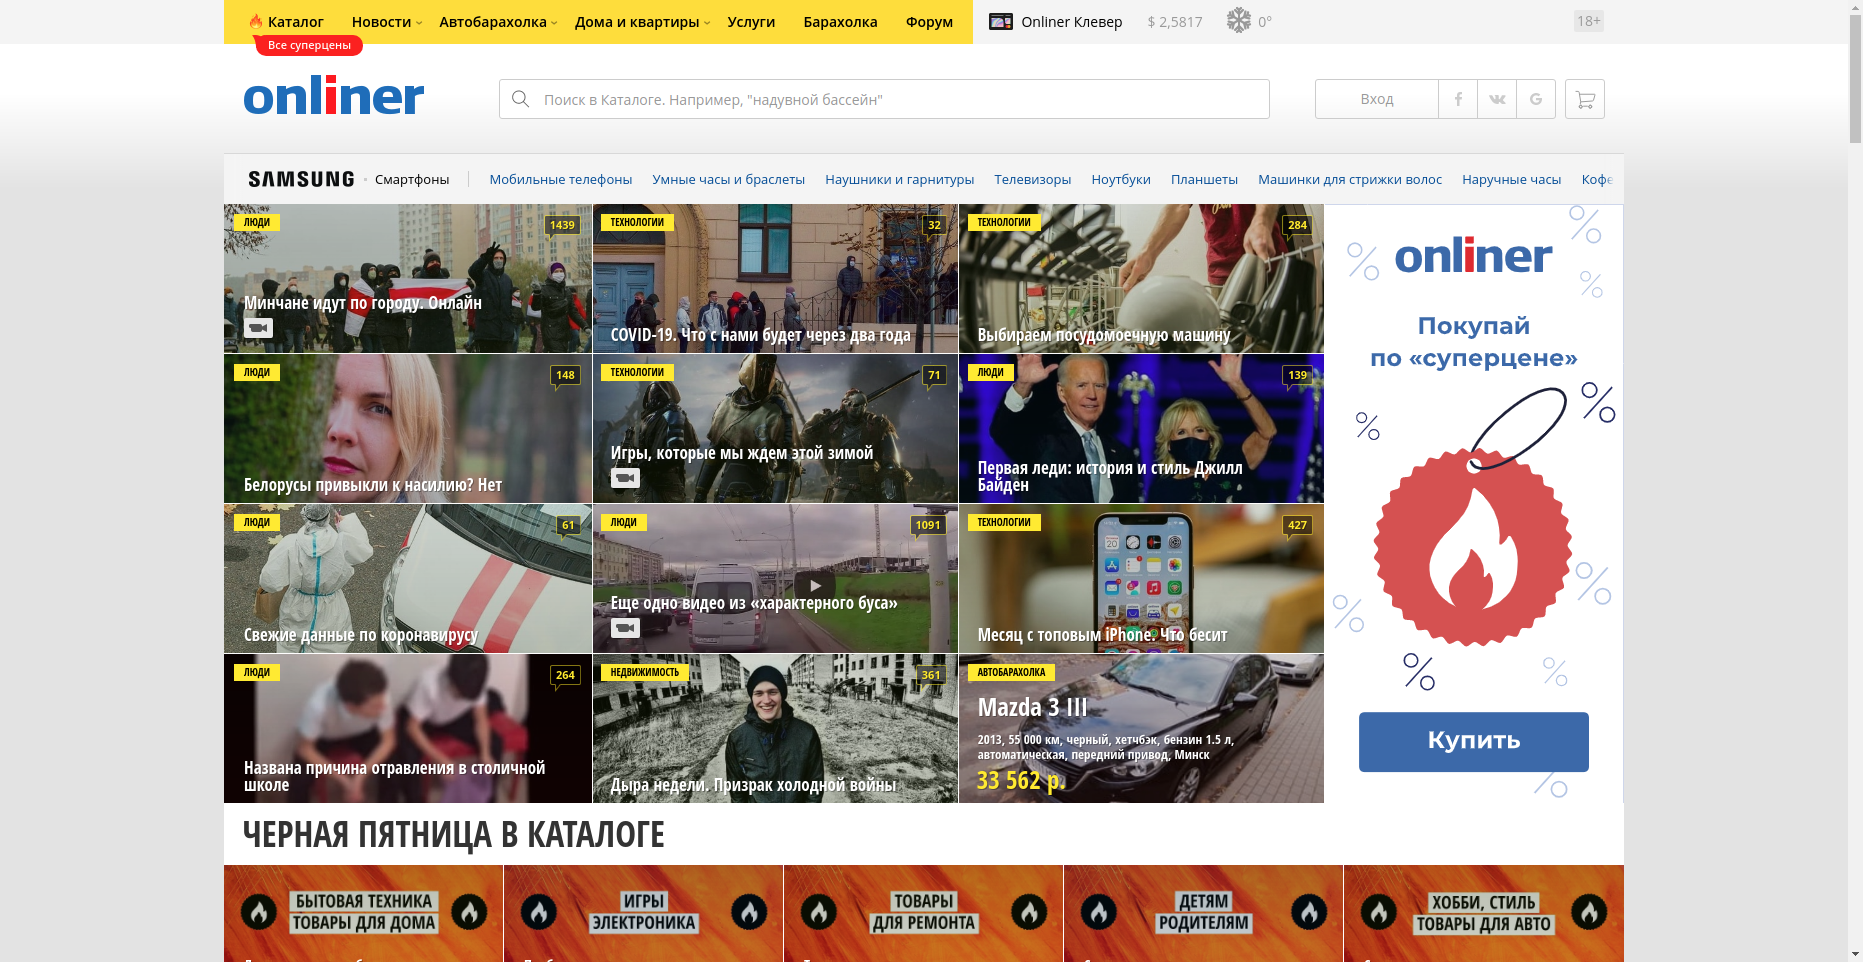 Каталог Новости Автобарахолка Дома и квартиры Услуги Барахолка Форум Onliner Клевер $ 2,5817 0° 18+
Все суперцены
onliner
Поиск в Каталоге. Например, "надувной бассейн"
Вход
SAMSUNG Смартфоны Мобильные телефоны Умные часы и браслеты Наушники и гарнитуры Телевизоры Ноутбуки Планшеты Машинки для стрижки волос Наручные часы Кофе
ЛЮДИ 1439
Минчане идут по городу. Онлайн
ТЕХНОЛОГИИ 32
COVID-19. Что с нами будет через два года
ТЕХНОЛОГИИ 284
Выбираем посудомоечную машину
ЛЮДИ 148
Белорусы привыкли к насилию? Нет
ТЕХНОЛОГИИ 71
Игры, которые мы ждем этой зимой
ЛЮДИ 139
Первая леди: история и стиль Джилл
Байден
ЛЮДИ 61
Свежие данные по коронавирусу
ЛЮДИ 1091
Еще одно видео из «характерного буса»
ТЕХНОЛОГИИ 427
Месяц с топовым iPhone. Что бесит
ЛЮДИ 264
Названа причина отравления в столичной
школе
НЕДВИЖИМОСТЬ 361
Дыра недели. Призрак холодной войны
АВТОБАРАХОЛКА
Mazda 3 III
2013, 55 000 км, черный, хетчбэк, бензин 1.5 л,
автоматическая, передний привод, Минск
33 562 р.
onliner
Покупай
по «суперцене»
Купить
ЧЕРНАЯ ПЯТНИЦА В КАТАЛОГЕ
БЫТОВАЯ ТЕХНИКА
ТОВАРЫ ДЛЯ ДОМА
ИГРЫ
ЭЛЕКТРОНИКА
ТОВАРЫ
ДЛЯ РЕМОНТА
ДЕТЯМ
РОДИТЕЛЯМ
ХОББИ, СТИЛЬ
ТОВАРЫ ДЛЯ АВТО